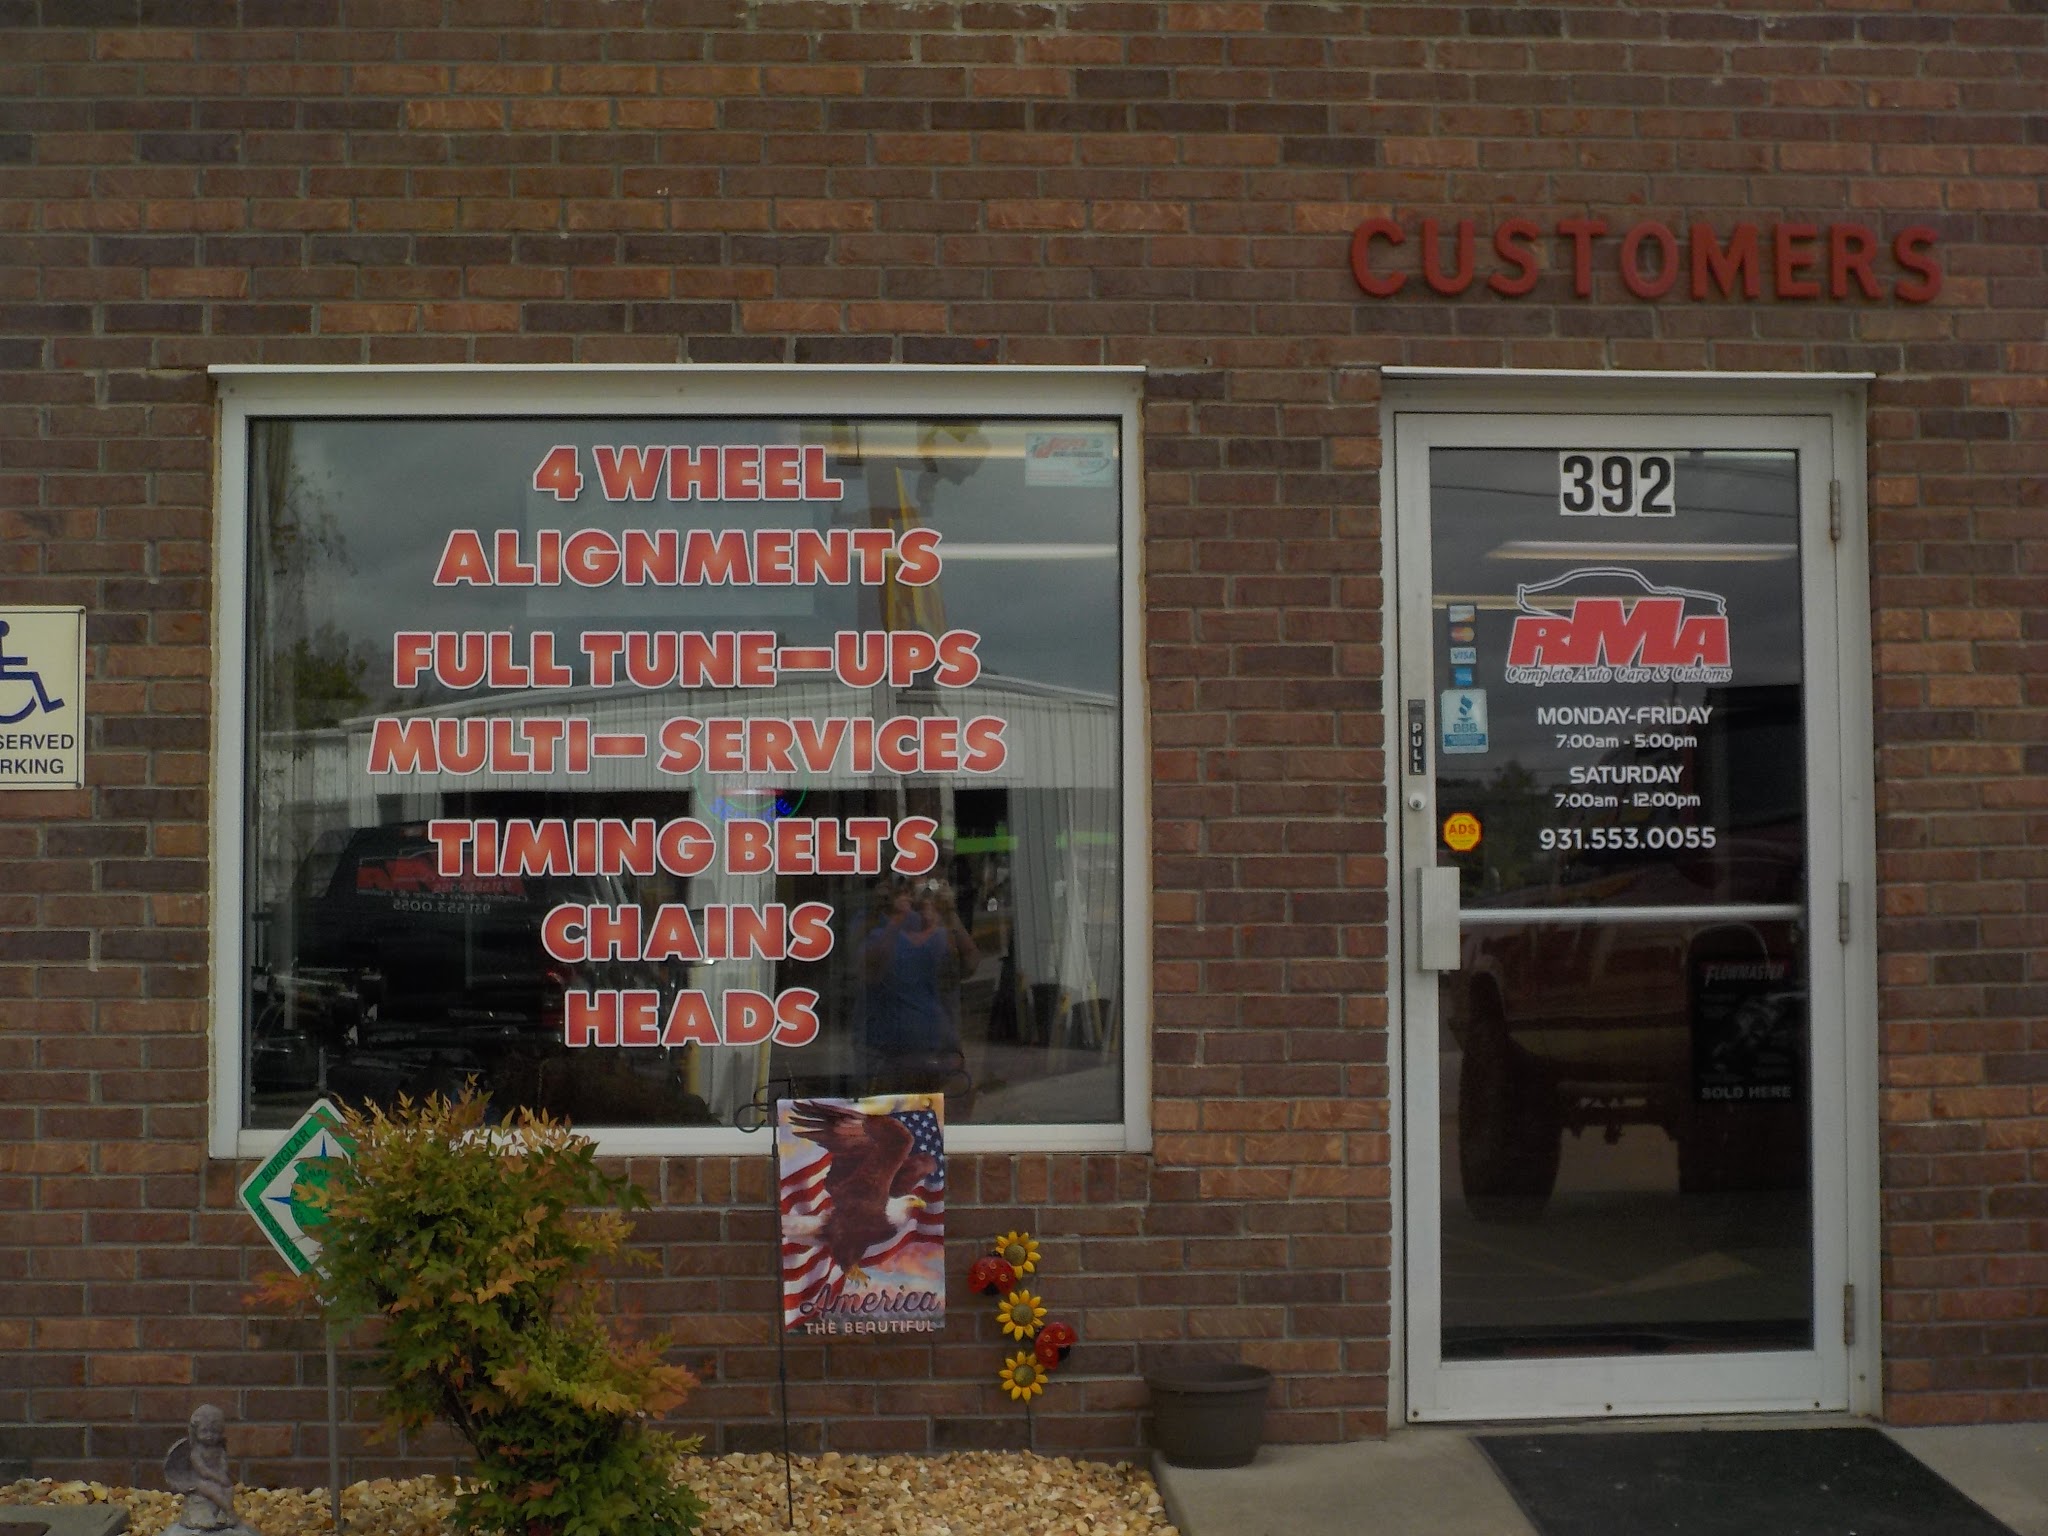 CUSTOMERS
4 WHEEL
ALIGNMENTS
FULL TUNE-UPS
MULTI- SERVICES
TIMING BELTS
CHAINS
HEADS
392
RMA
Complete Auto Care & Customs
VISA
BBB
PULL
MONDAY-FRIDAY
7:00am - 5:00pm
SATURDAY
7:00am - 12:00pm
ADS
931.553.0055
FLOWMASTER
SOLD HERE
SERVED
RKING
BURGLAR
America
THE BEAUTIFUL